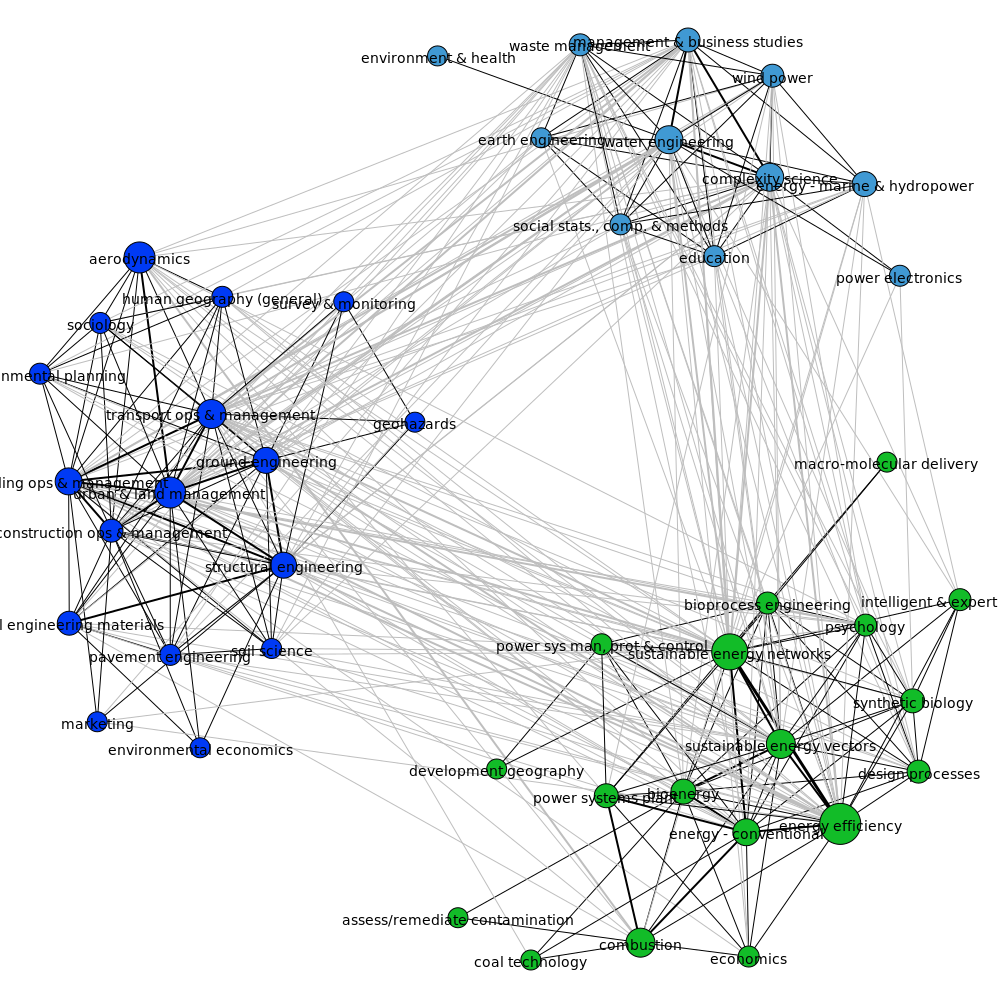 management & business studies
waste management
environment & health
wind power
earth engineering
water engineering
complexity science
energy - marine & hydropower
social stats., comp. & methods
education
power electronics
aerodynamics
human geography (general)
survey & monitoring
sociology
nmental planning
transport ops & management
geohazards
ground engineering
macro-molecular delivery
ling ops & management
urban & land management
construction ops & management
structural engineering
intelligent & expert
bioprocess engineering
l engineering materials
psychology
power sys man, prot & control
soil science
sustainable energy networks
pavement engineering
synthetic biology
marketing
environmental economics
sustainable energy vectors
development geography
design processes
bioenergy
power systems plant
energy efficiency
energy - conventional
assess/remediate contamination
combustion
economics
coal technology